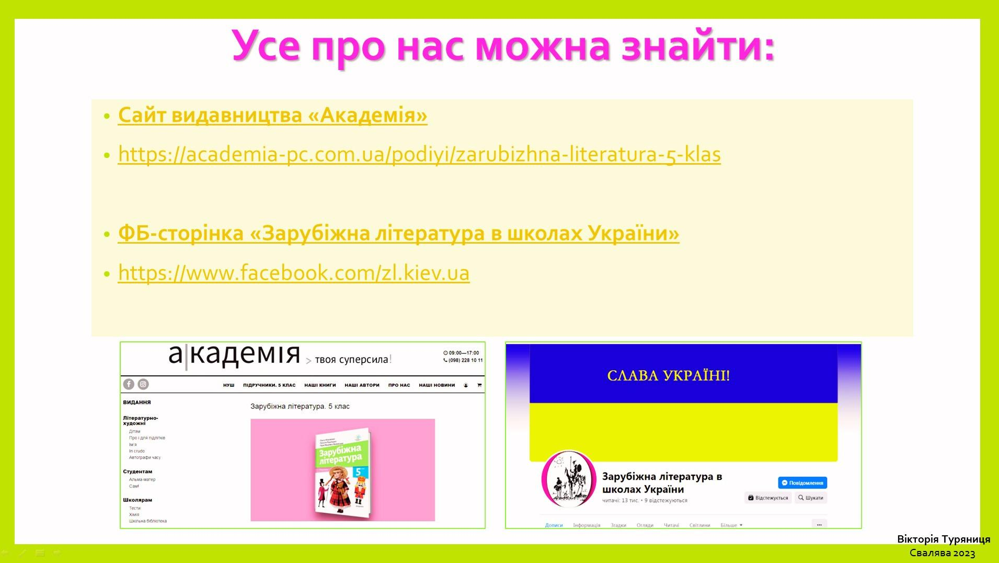 Усе про нас можна знайти:
• Сайт видавництва «Академія»
• https://academia-pc.com.ua/podiyi/zarubizhna-literatura-5-klas
• ФБ-сторінка «Зарубіжна література в школах України»
• https://www.facebook.com/zl.kiev.ua
академія > твоя суперсила!
09:00—17:00
(098) 228 10 11
НУШ ПІДРУЧНИКИ. 5 КЛАС НАШІ КНИГИ НАШІ АВТОРИ ПРО НАС НАШІ НОВИНИ
ВИДАННЯ
Літературно-
художні
Дітям
Про і для підлітків
Ім'я
In crudo
Автографи часу
Студентам
Альма-матер
Сам!
Школярам
Тести
Хімія
Шкільна бібліотека
Зарубіжна література. 5 клас
Зарубіжна
література
5
СЛАВА УКРАЇНІ!
Зарубіжна література в
школах України
читачі: 13 тис. • 9 відстежуються
Повідомлення
Відстежується Шукати
Дописи Інформація Згадки Огляди Читачі Світлини Більше
Вікторія Туряниця
Свалява 2023